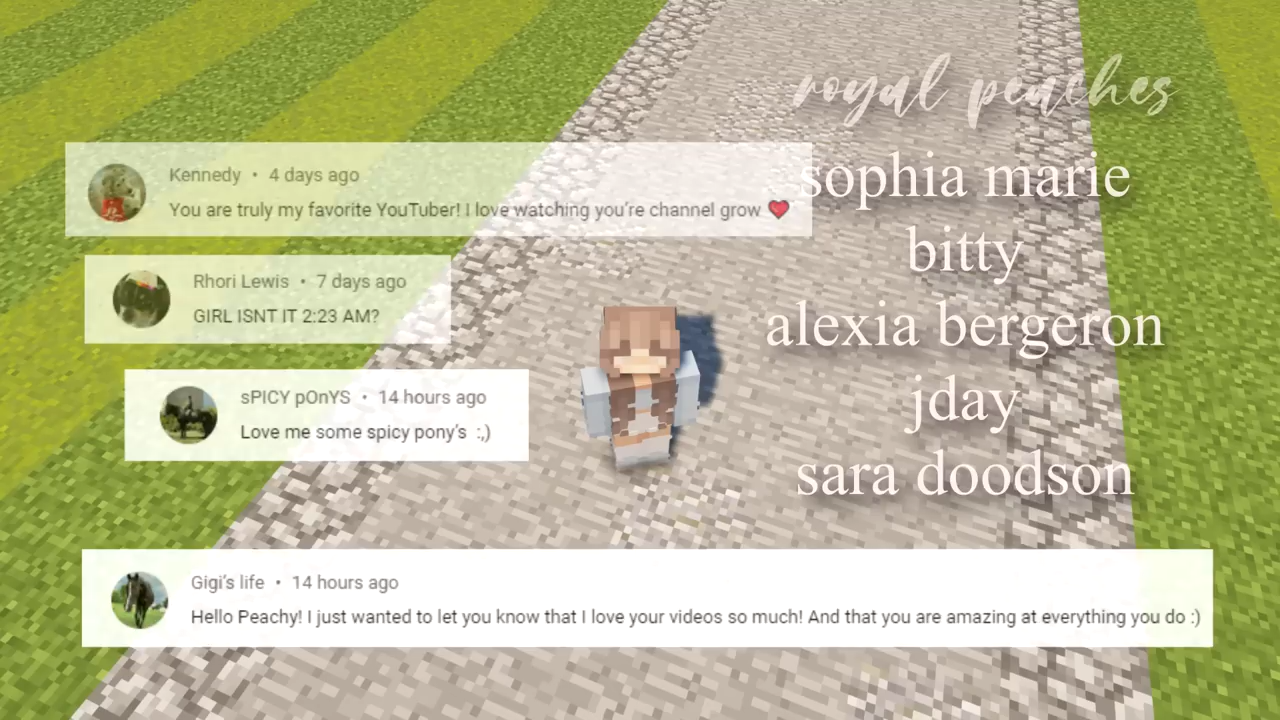 royal peaches
sophia marie
bitty
alexia bergeron
jday
sara doodson
Kennedy • 4 days ago
You are truly my favorite YouTuber! I love watching you're channel grow ❤️
Rhori Lewis • 7 days ago
GIRL ISNT IT 2:23 AM?
sPICY pOnYS • 14 hours ago
Love me some spicy pony's :,)
Gigi's life • 14 hours ago
Hello Peachy! I just wanted to let you know that I love your videos so much! And that you are amazing at everything you do :)